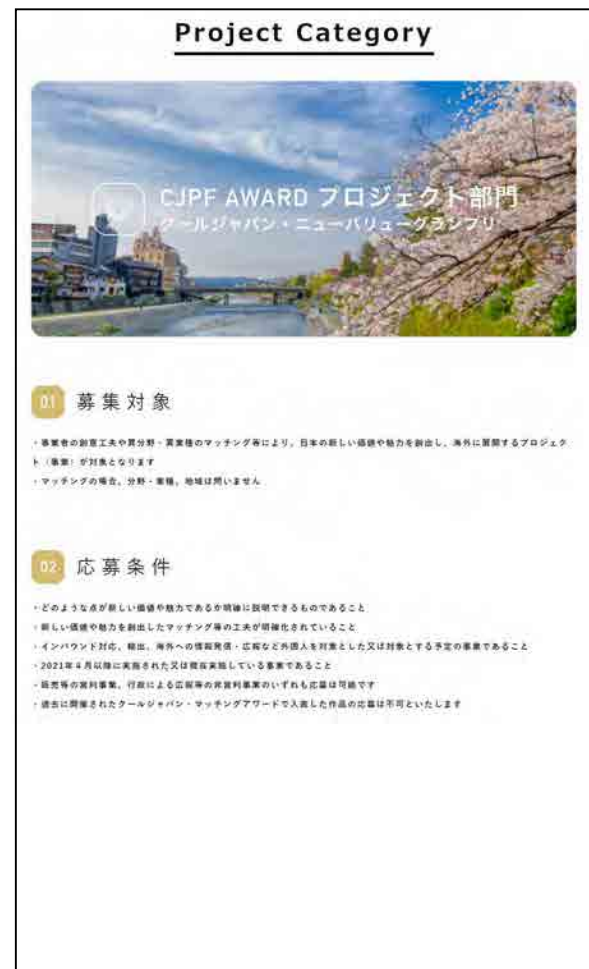 Project Category
CJPF AWARD プロジェクト部門
クールジャパン・ニューバリューグランプリ
01 募集対象
・事業者の創意工夫や異分野・異業種のマッチング等により、日本の新しい価値や魅力を創出し、海外に展開するプロジェク
ト（事業）が対象となります
・マッチングの場合、分野・業種、地域は問いません
02 応募条件
・どのような点が新しい価値や魅力であるか明確に説明できるものであること
・新しい価値や魅力を創出したマッチング等の工夫が明確化されていること
・インバウンド対応、輸出、海外への情報発信・広報など外国人を対象とした又は対象とする予定の事業であること
・2021年4月以降に実施された又は現在実施している事業であること
・販売等の営利事業、行政による広報等の非営利事業のいずれも応募は可能です
・過去に開催されたクールジャパン・マッチングアワードで入賞した作品の応募は不可といたします